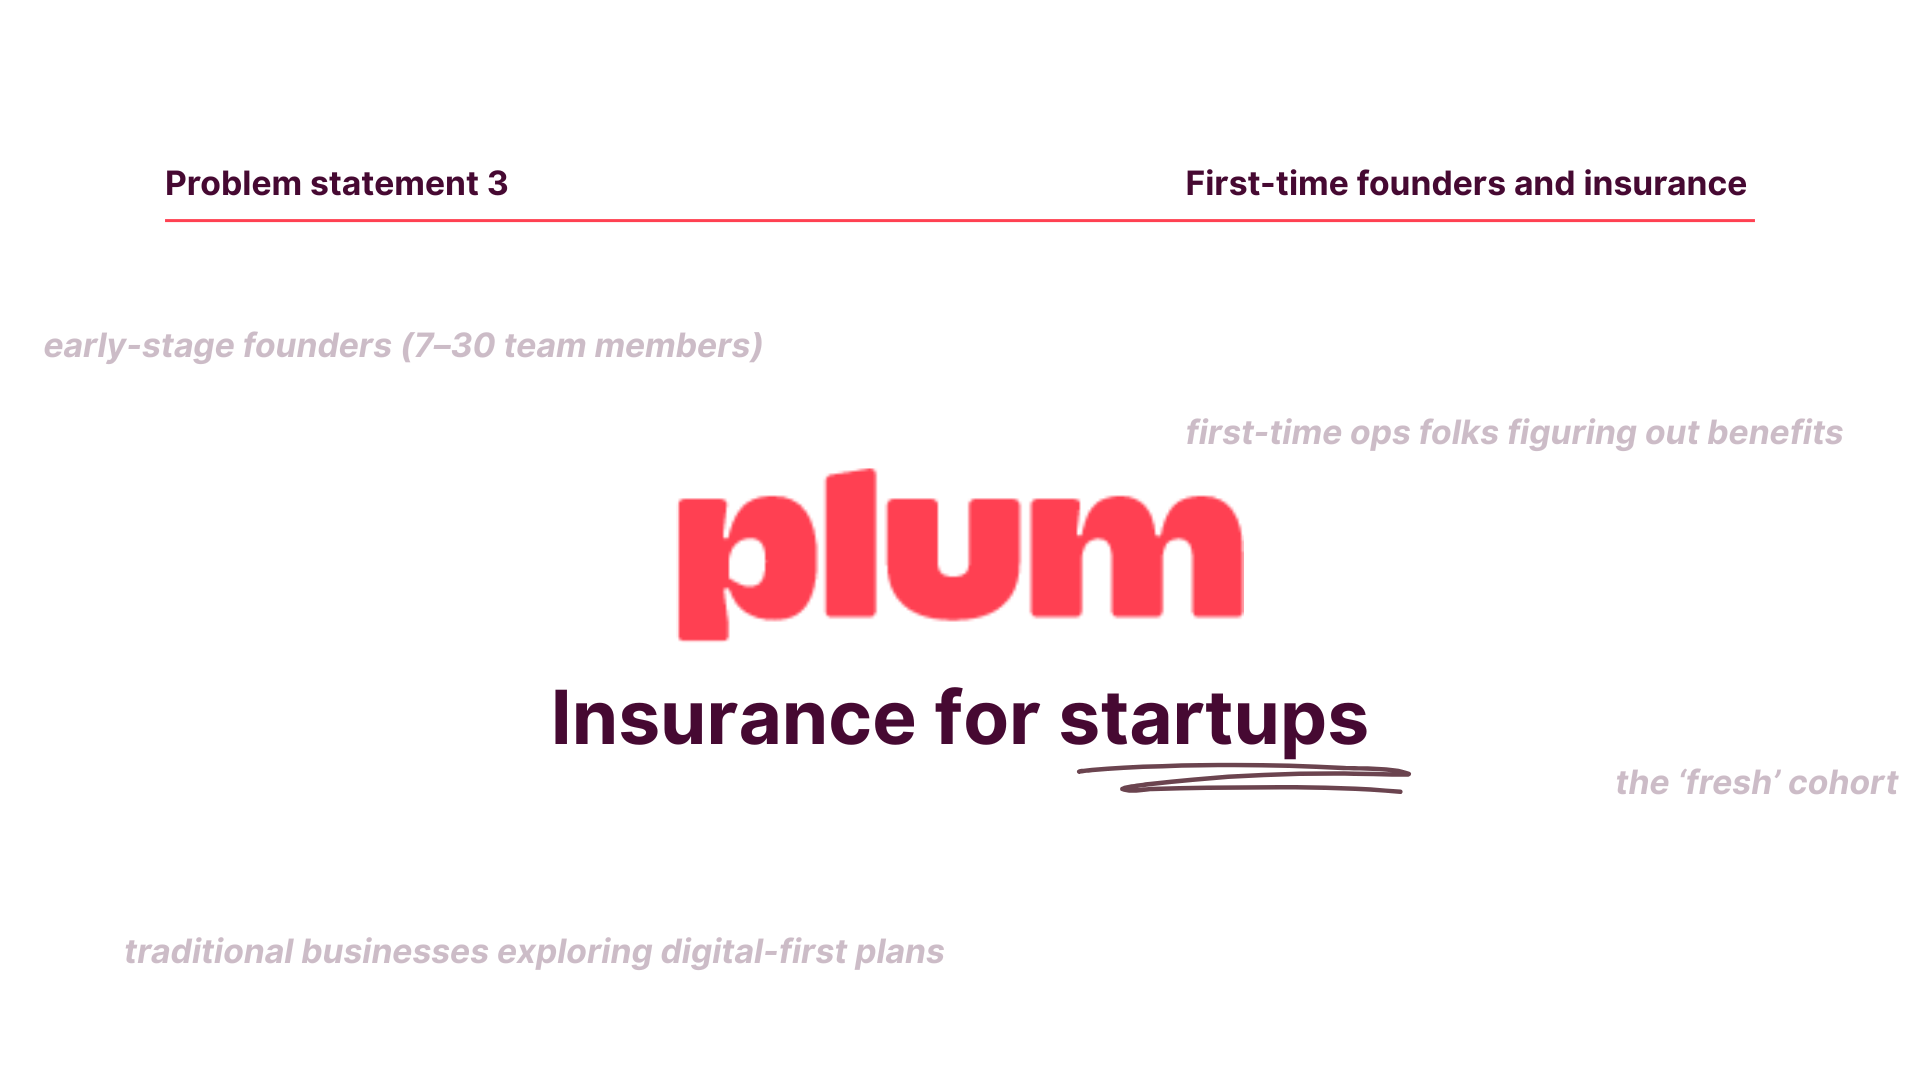 Problem statement 3
First-time founders and insurance
early-stage founders (7–30 team members)
first-time ops folks figuring out benefits
plum
Insurance for startups
the ‘fresh’ cohort
traditional businesses exploring digital-first plans